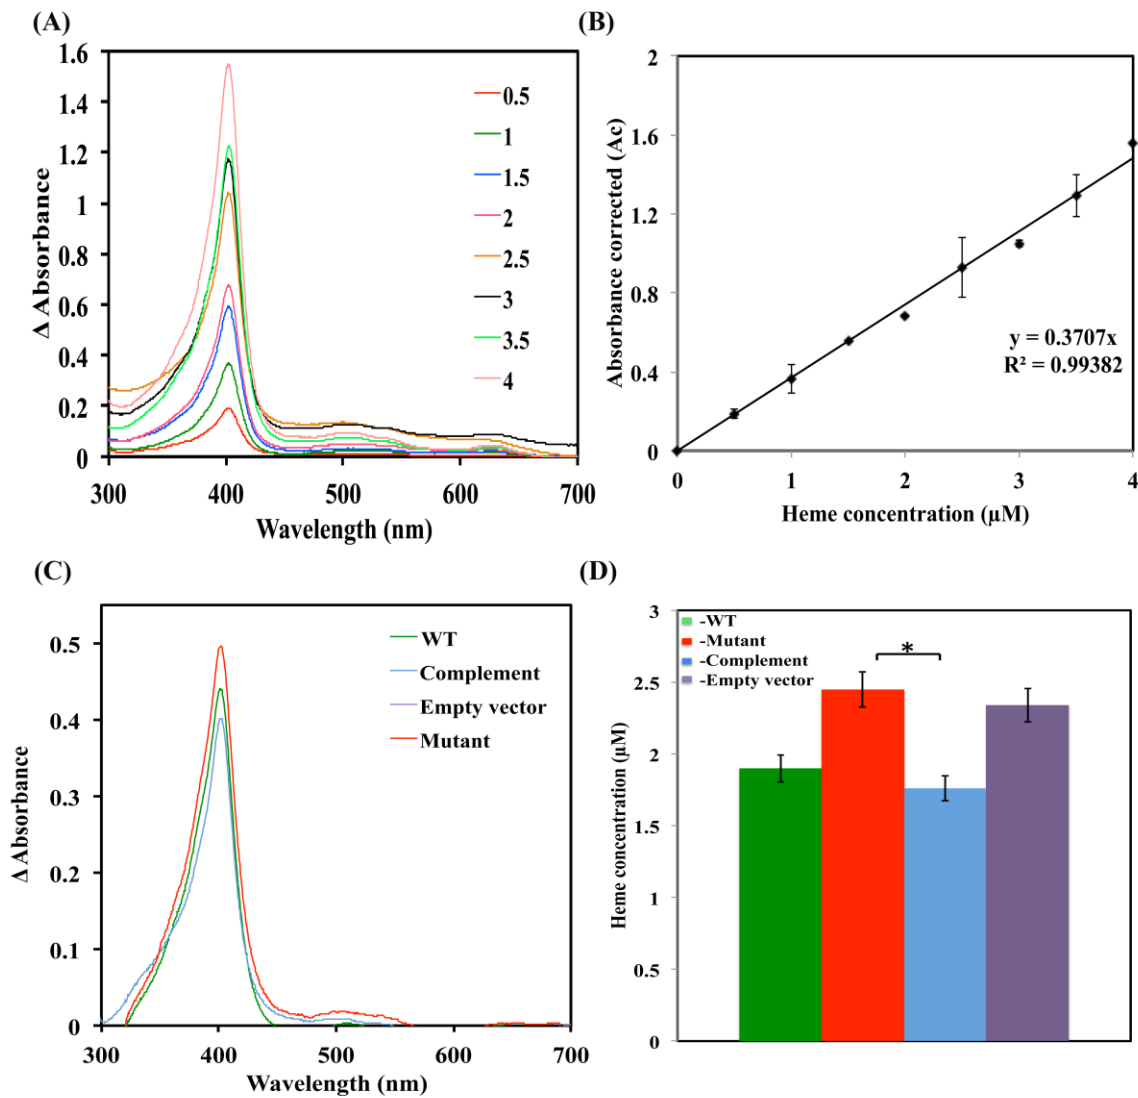 (A)
Δ Absorbance
1.6
1.4
1.2
1
0.8
0.6
0.4
0.2
0
300 400 500 600 700
Wavelength (nm)
0.5
1
1.5
2
2.5
3
3.5
4
(B)
Absorbance corrected (Ac)
2
1.6
1.2
0.8
0.4
0
0 1 2 3 4
Heme concentration (µM)
y = 0.3707x
R² = 0.99382
(C)
Δ Absorbance
0.5
0.4
0.3
0.2
0.1
0
300 400 500 600 700
Wavelength (nm)
WT
Complement
Empty vector
Mutant
(D)
Heme concentration (µM)
3
2.5
2
1.5
1
0.5
0
-WT
-Mutant
-Complement
-Empty vector
*